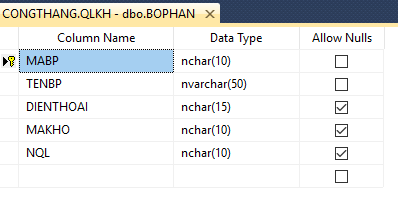 CONGTHANG.QLKH - dbo.BOPHAN
Column Name Data Type Allow Nulls
MABP nchar(10)
TENBP nvarchar(50)
DIENTHOAI nchar(15)
MAKHO nchar(10)
NQL nchar(10)